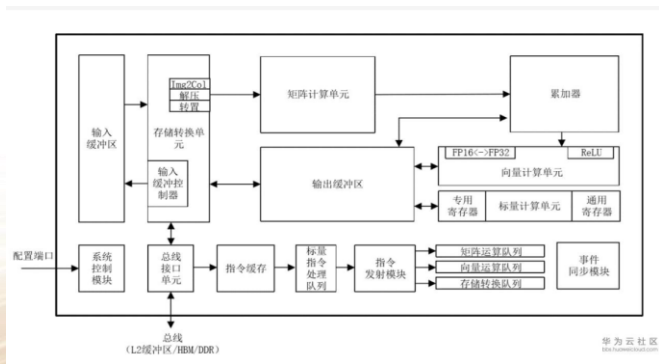 Img2Col
解压
转置
输入
缓冲区
存储转换单
元
输入
缓冲控
制器
矩阵计算单元
累加器
输出缓冲区
FP16<->FP32
ReLU
向量计算单元
专用
寄存器
标量计算单元
通用
寄存器
配置端口
系统
控制
模块
总线
接口
单元
指令缓存
标量
指令
处理
队列
指令
发射模块
矩阵运算队列
向量运算队列
存储转换队列
事件
同步模块
总线
(L2缓冲区/HBM/DDR)
华为云社区
bbs.huaweicloud.com